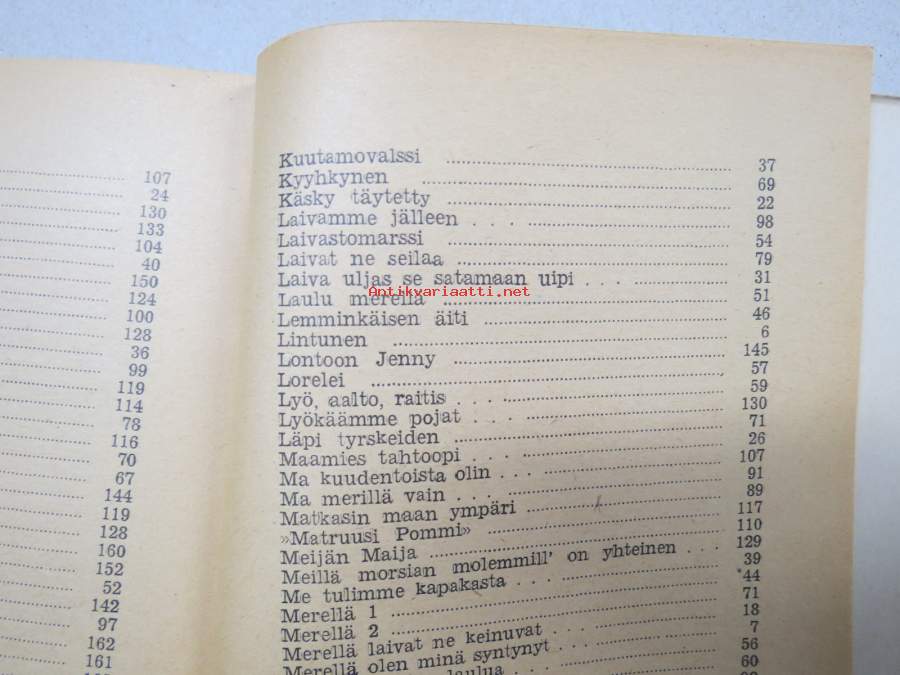 107
24
130
133
104
40
150
124
100
128
36
99
119
114
78
116
70
67
144
119
128
160
152
52
142
97
162
161
Kuutamovalssi 37
Kyyhkynen 69
Käsky täytetty 22
Laivamme jälleen 98
Laivastomarssi 54
Laivat ne seilaa 79
Laiva uljas se satamaan uipi 31
Antikvariaatti.net
Laulu merellä 51
Lemminkäisen äiti 46
Lintunen 6
Lontoon Jenny 145
Lorelei 57
Lyö, aalto, raitis 59
Lyökäämme pojat 130
Läpi tyrskeiden 71
Maamies tahtoopi 26
Ma kuudentoista olin 107
Ma merillä vain 91
Matkasin maan ympäri 89
»Matruusi Pommi» 117
Meijän Maija 110
Meillä morsian molemmill' on yhteinen 129
Me tulimme kapakasta 39
Merellä 1 44
Merellä 2 71
Merellä laivat ne keinuvat 18
Merellä olen minä syntynyt 7
laulua 56
60